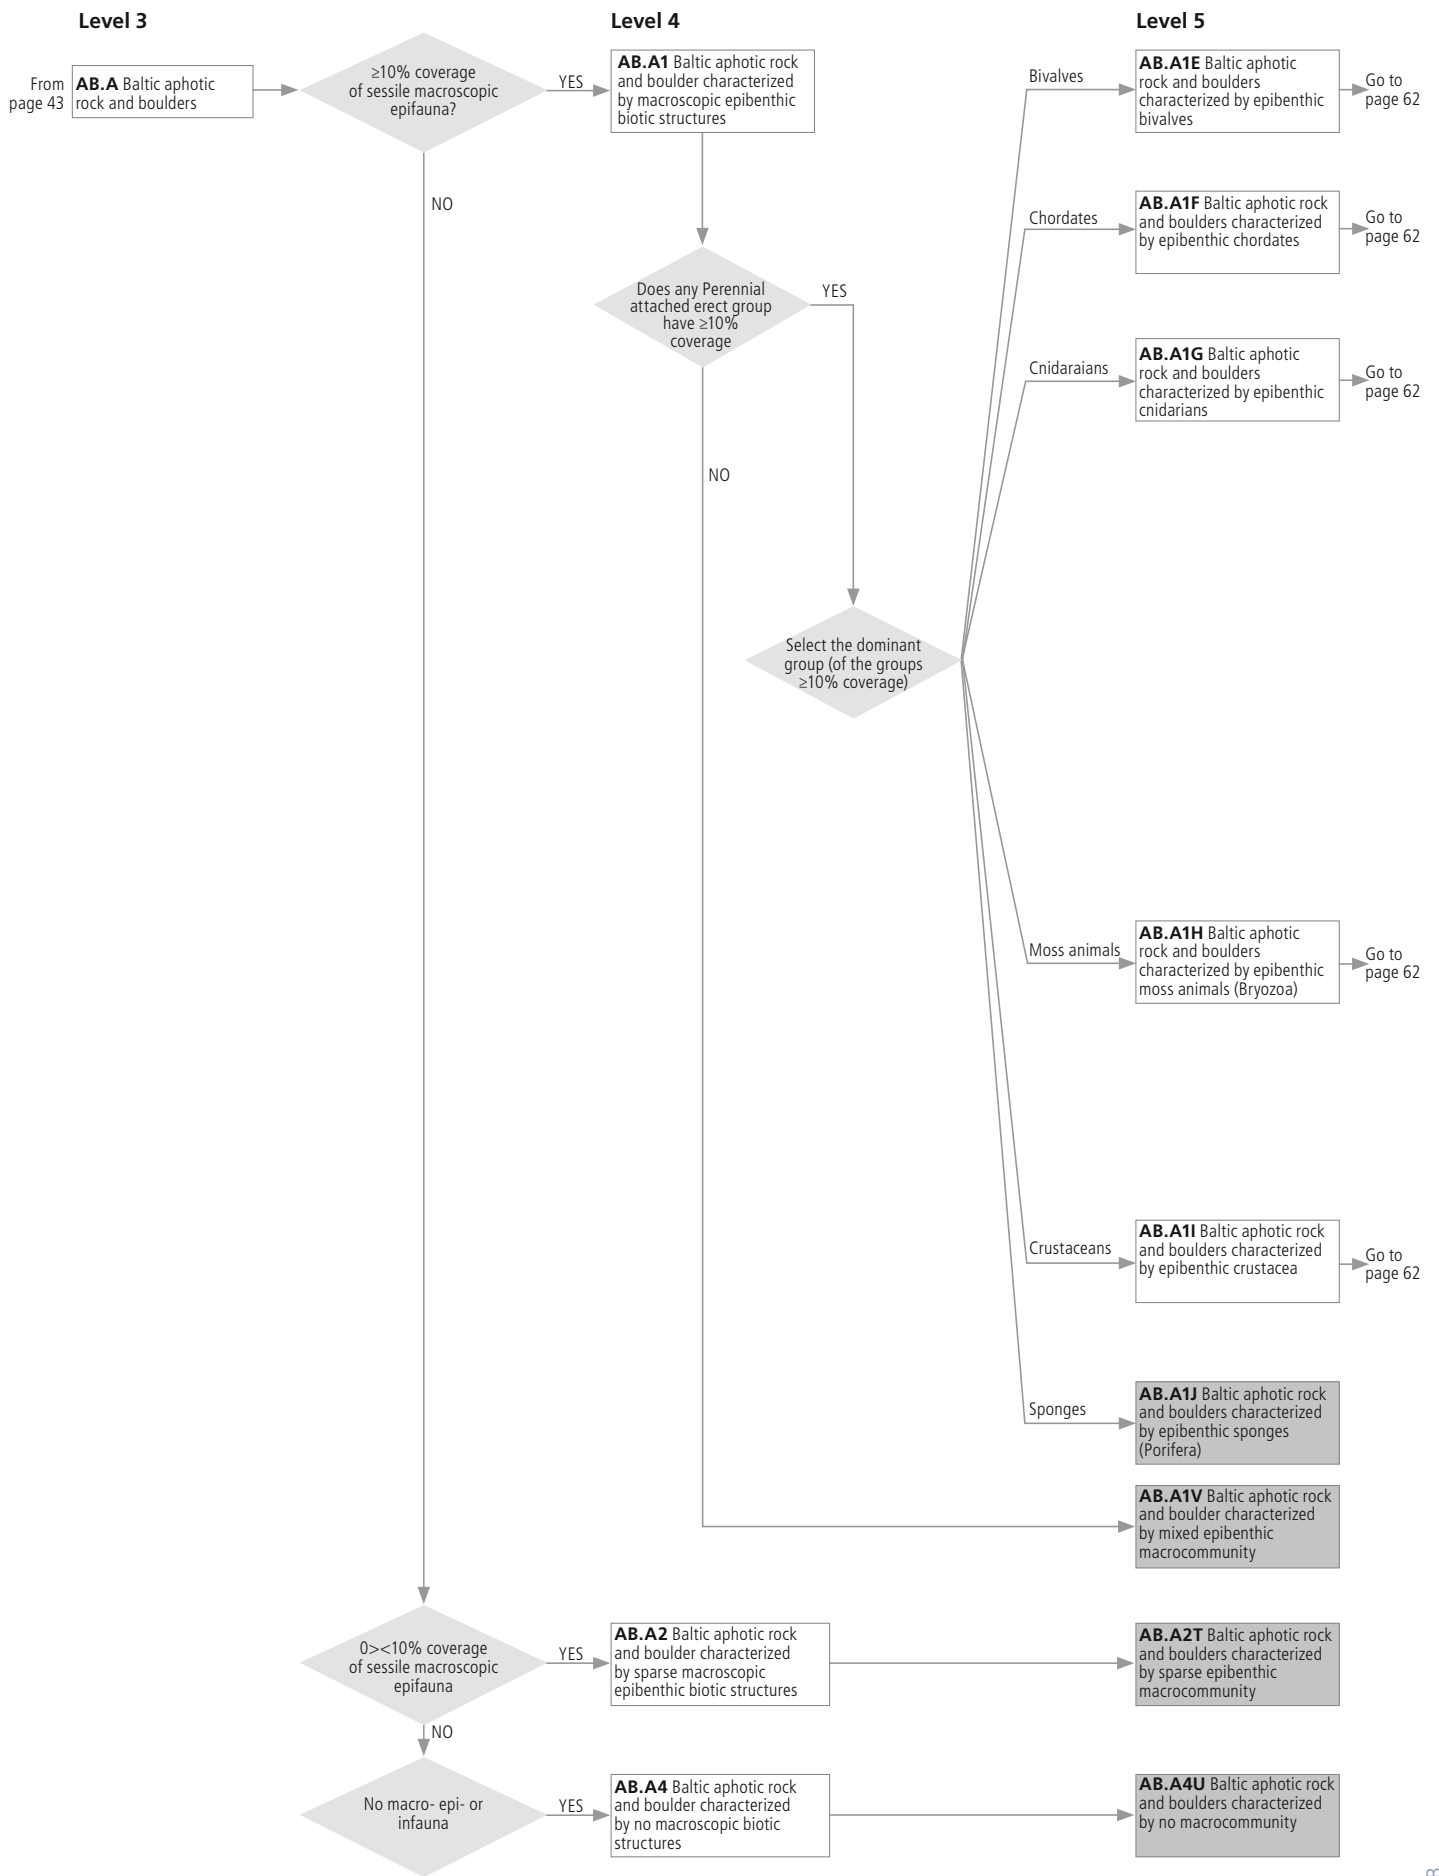 Level 3
Level 4
Level 5
From
page 43
AB.A Baltic aphotic
rock and boulders
≥10% coverage
of sessile macroscopic
epifauna?
YES
NO
AB.A1 Baltic aphotic rock
and boulder characterized
by macroscopic epibenthic
biotic structures
Does any Perennial
attached erect group
have ≥10%
coverage
YES
NO
Select the dominant
group (of the groups
≥10% coverage)
Bivalves
AB.A1E Baltic aphotic
rock and boulders
characterized by epibenthic
bivalves
Go to
page 62
Chordates
AB.A1F Baltic aphotic rock
and boulders characterized
by epibenthic chordates
Go to
page 62
Cnidaraians
AB.A1G Baltic aphotic
rock and boulders
characterized by epibenthic
cnidarians
Go to
page 62
Moss animals
AB.A1H Baltic aphotic
rock and boulders
characterized by epibenthic
moss animals (Bryozoa)
Go to
page 62
Crustaceans
AB.A1I Baltic aphotic rock
and boulders characterized
by epibenthic crustacea
Go to
page 62
Sponges
AB.A1J Baltic aphotic rock
and boulders characterized
by epibenthic sponges
(Porifera)
AB.A1V Baltic aphotic rock
and boulder characterized
by mixed epibenthic
macrocommunity
0><10% coverage
of sessile macroscopic
epifauna
YES
NO
AB.A2 Baltic aphotic rock
and boulder characterized
by sparse macroscopic
epibenthic biotic structures
AB.A2T Baltic aphotic rock
and boulders characterized
by sparse epibenthic
macrocommunity
No macro- epi- or
infauna
YES
AB.A4 Baltic aphotic rock
and boulder characterized
by no macroscopic biotic
structures
AB.A4U Baltic aphotic rock
and boulders characterized
by no macrocommunity